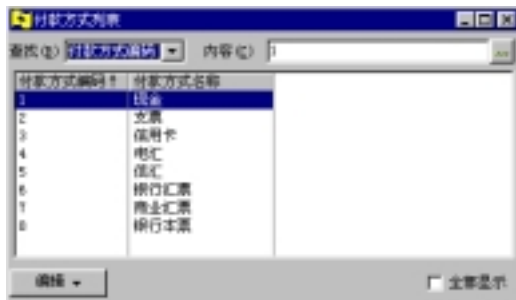 付款方式列表
查找(Q) 付款方式编码 内容(C) 1
付款方式编码 付款方式名称
1 现金
2 支票
3 信用卡
4 电汇
5 信汇
6 银行汇票
7 商业汇票
8 银行本票
编辑 全部显示